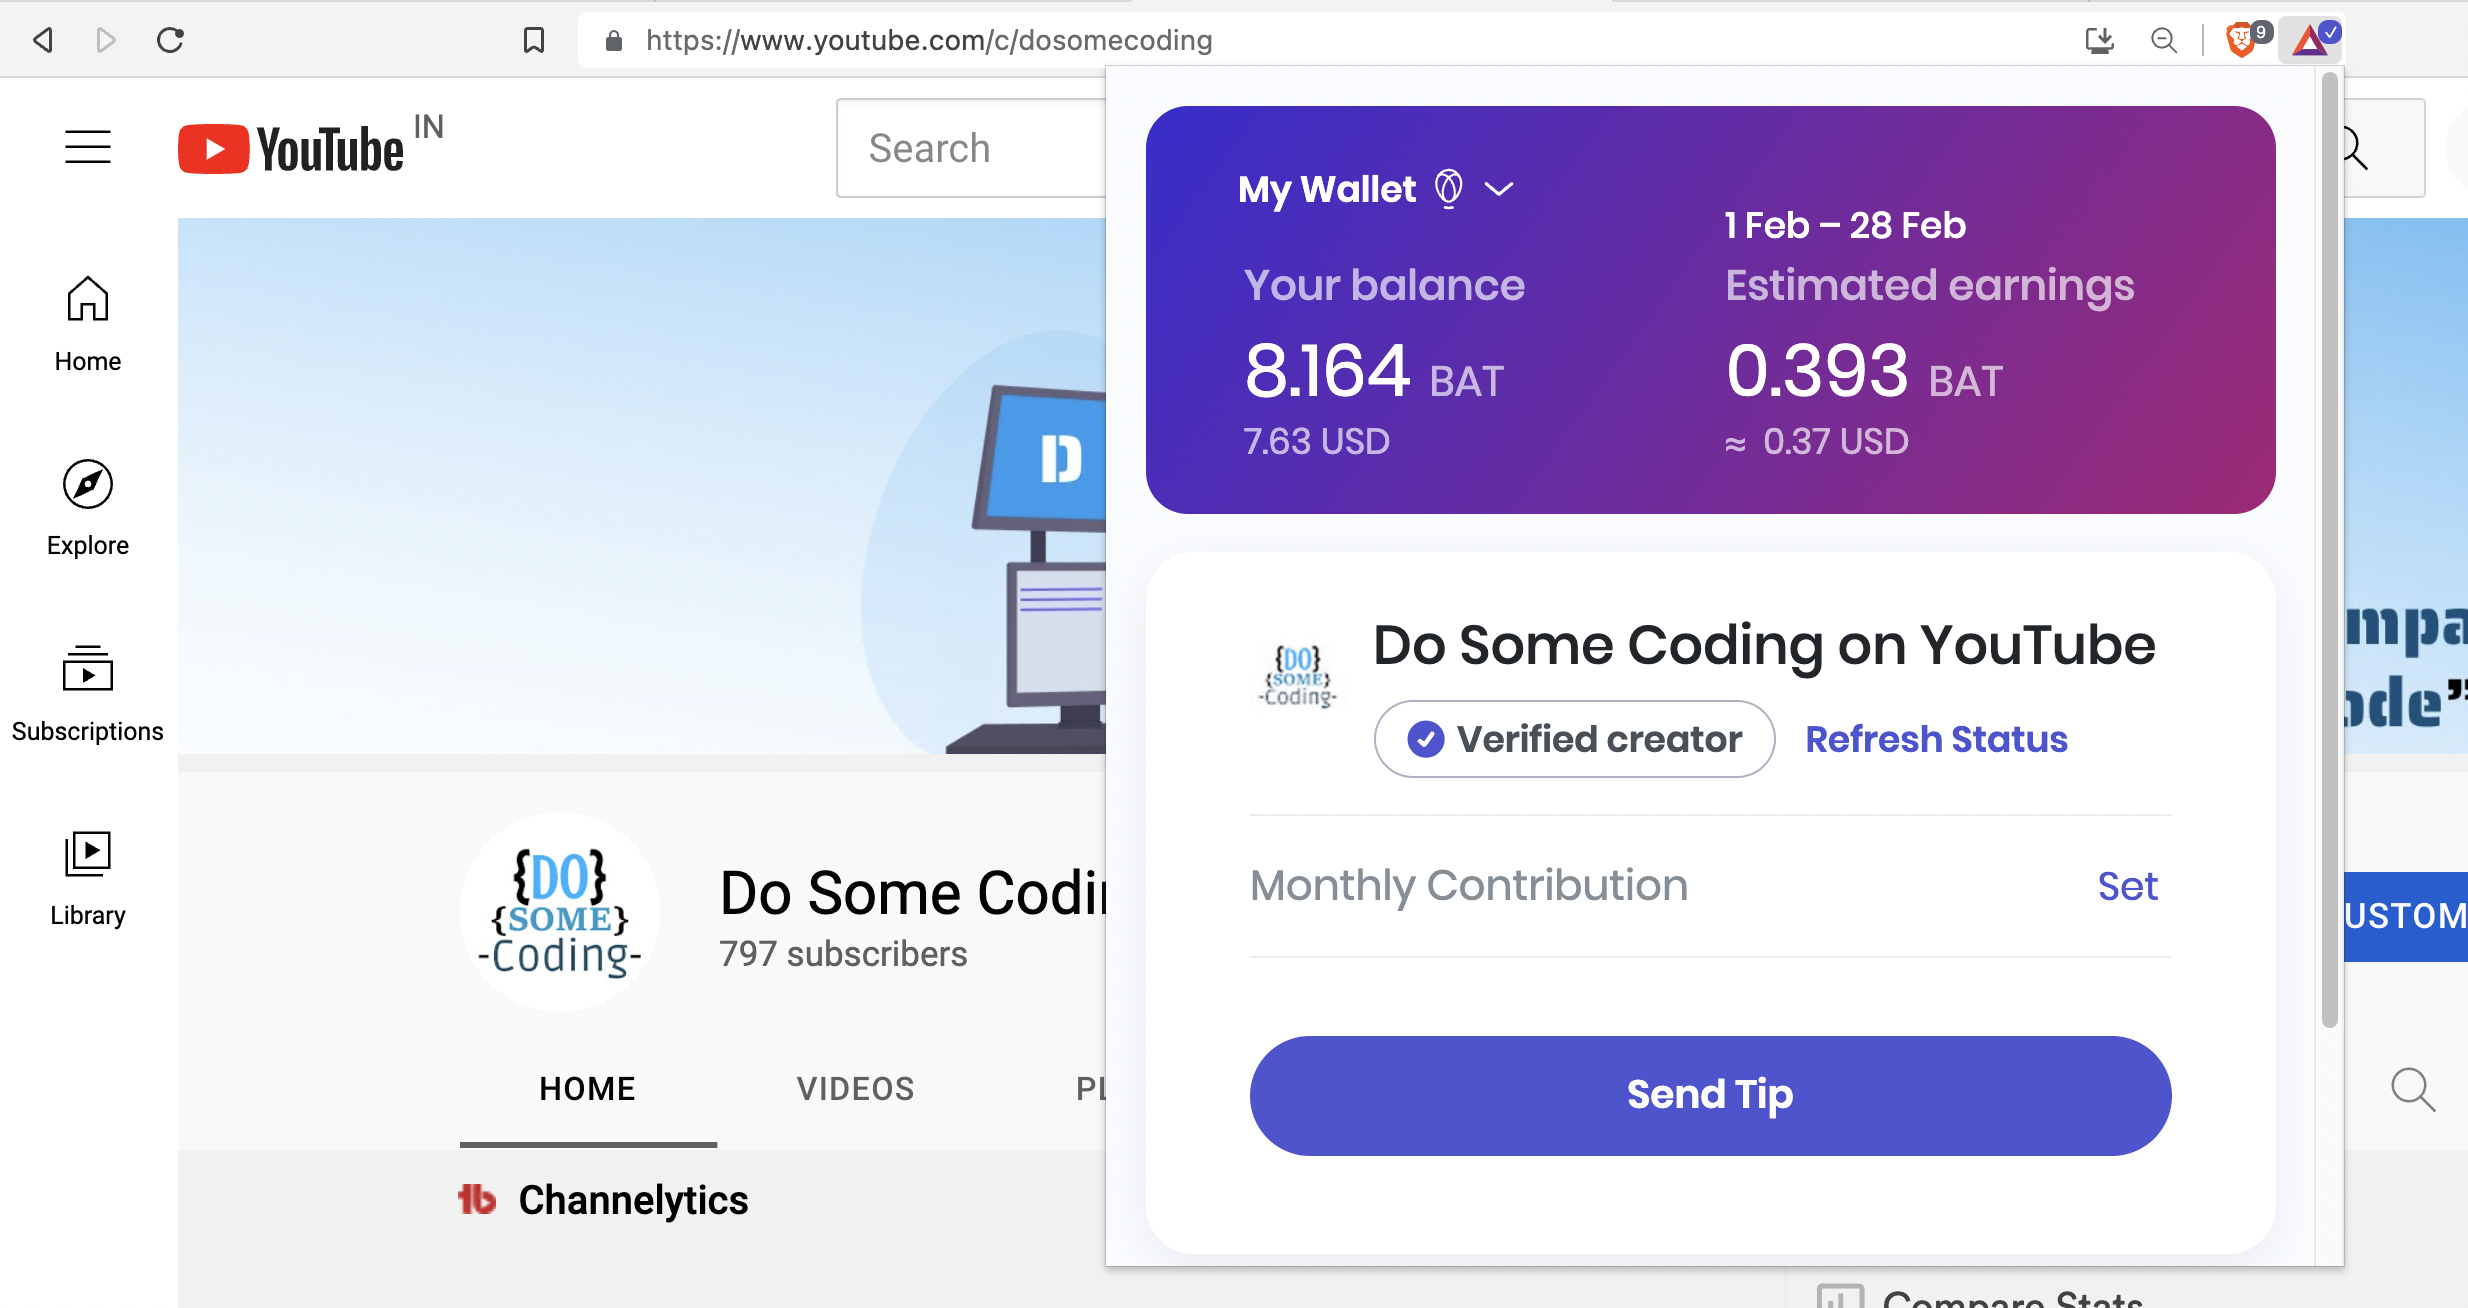 https://www.youtube.com/c/dosomecoding
9
YouTube IN
Search
Home
Explore
Subscriptions
Library
D
{DO}
{SOME}
-Coding-
Do Some Codin
797 subscribers
HOME
VIDEOS
PL
Channelytics
My Wallet
1 Feb – 28 Feb
Your balance
Estimated earnings
8.164 BAT
0.393 BAT
7.63 USD
≈ 0.37 USD
{DO}
{SOME}
-Coding-
Do Some Coding on YouTube
Verified creator
Refresh Status
Monthly Contribution
Set
Send Tip
mpa
ode”
USTOM
Compare Stats